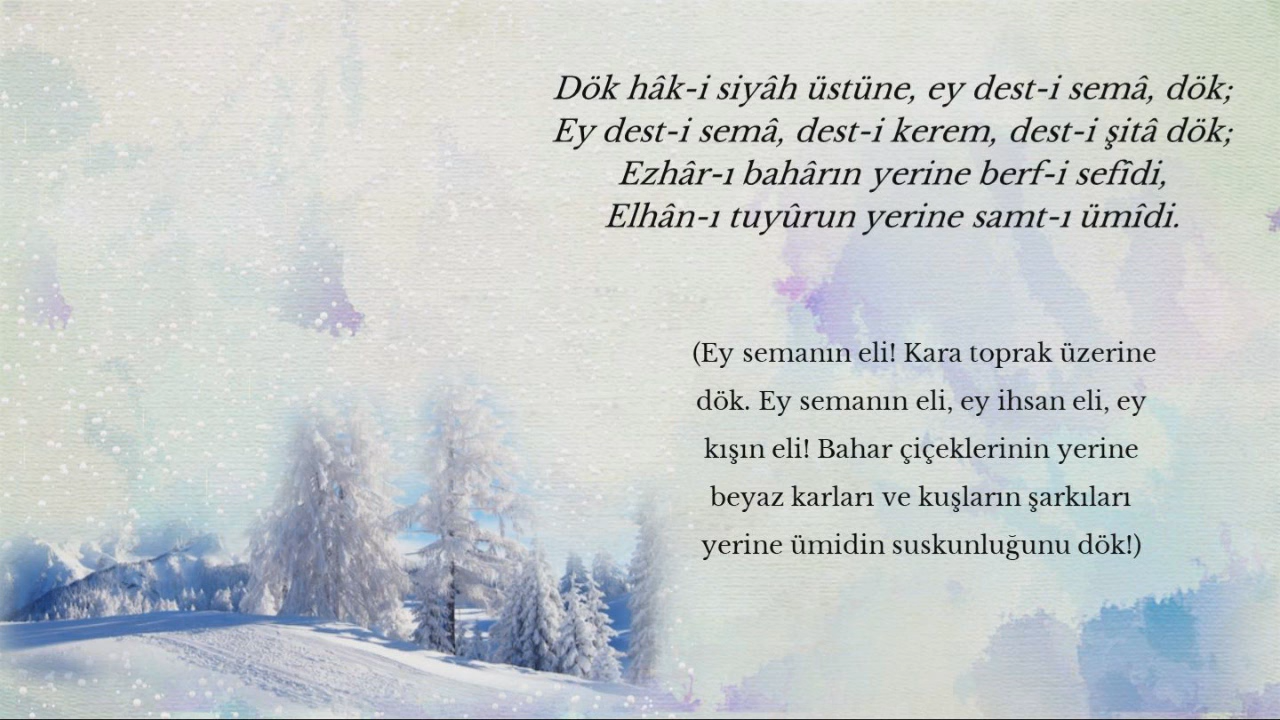 Dök hâk-i siyâh üstüne, ey dest-i semâ, dök;
Ey dest-i semâ, dest-i kerem, dest-i şitâ dök;
Ezhâr-ı bahârın yerine berf-i sefîdi,
Elhân-ı tuyûrun yerine samt-ı ümîdi.
(Ey semanın eli! Kara toprak üzerine
dök. Ey semanın eli, ey ihsan eli, ey
kışın eli! Bahar çiçeklerinin yerine
beyaz karları ve kuşların şarkıları
yerine ümidin suskunluğunu dök!)